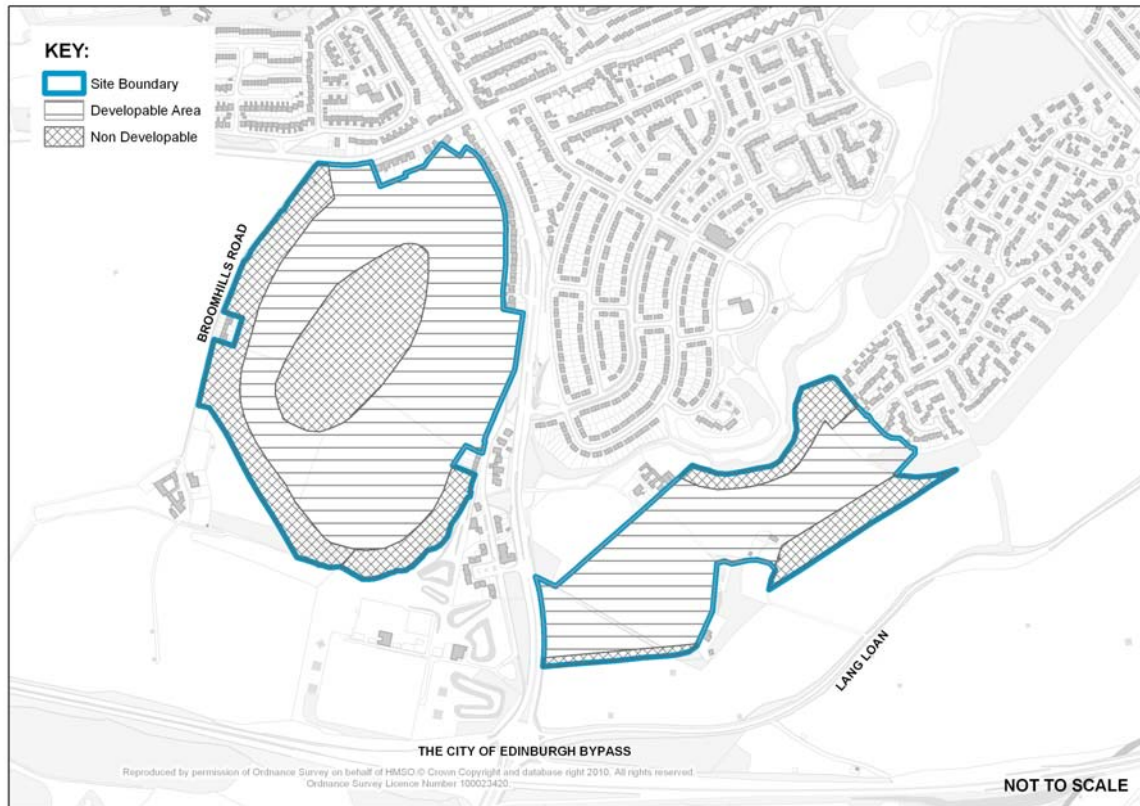 KEY:
Site Boundary
Developable Area
Non Developable
BROOMHILLS ROAD
LANG LOAN
THE CITY OF EDINBURGH BYPASS
Reproduced by permission of Ordnance Survey on behalf of HMSO © Crown Copyright and database right 2010. All rights reserved
Ordnance Survey Licence Number 100023420.
NOT TO SCALE